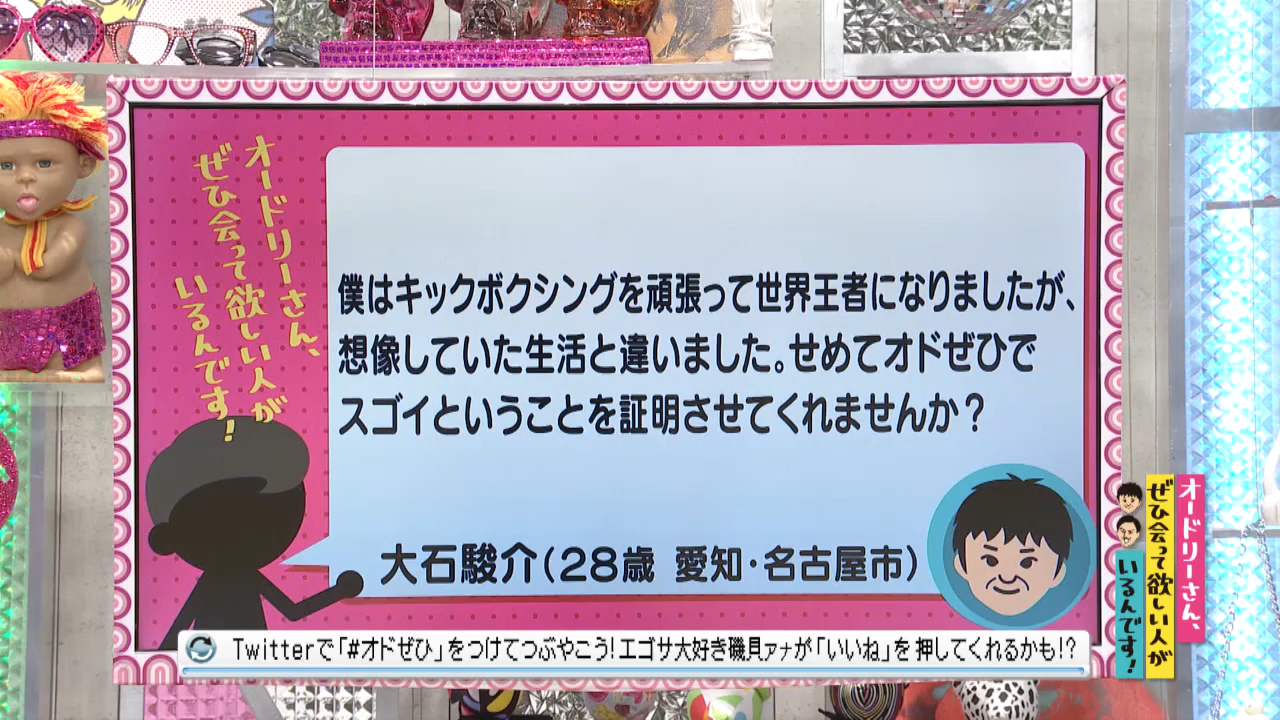 オードリーさん、
ぜひ会って欲しい人が
いるんです!
僕はキックボクシングを頑張って世界王者になりましたが、
想像していた生活と違いました。せめてオドぜひで
スゴイということを証明させてくれませんか?
大石駿介(28歳 愛知・名古屋市)
オードリーさん、
ぜひ会って欲しい人が
いるんです!
Twitterで「#オドぜひ」をつけてつぶやこう!エゴサ大好き磯貝アナが「いいね」を押してくれるかも!?